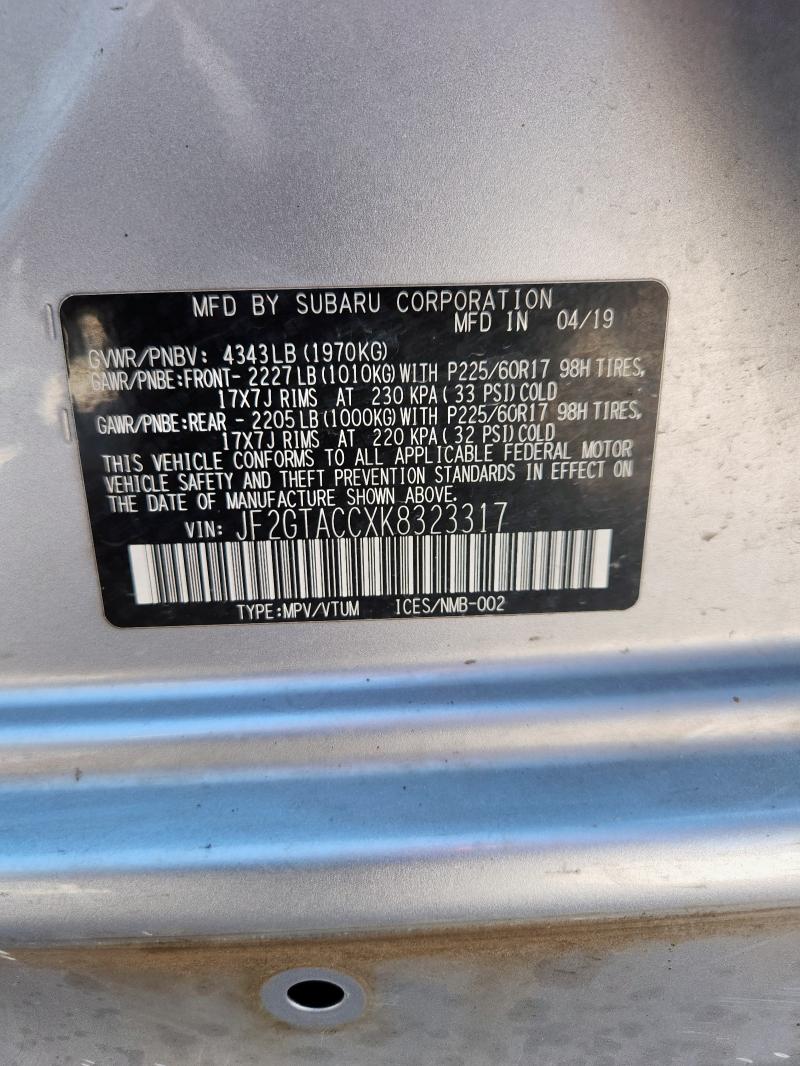 MFD BY SUBARU CORPORATION
MFD IN 04/19
GVWR/PNBV: 4343LB (1970KG)
GAWR/PNBE:FRONT- 2227LB (1010KG)WITH P225/60R17 98H TIRES,
17X7J RIMS AT 230 KPA (33 PSI)COLD
GAWR/PNBE:REAR - 2205LB (1000KG)WITH P225/60R17 98H TIRES,
17X7J RIMS AT 220 KPA (32 PSI)COLD
THIS VEHICLE CONFORMS TO ALL APPLICABLE FEDERAL MOTOR
VEHICLE SAFETY AND THEFT PREVENTION STANDARDS IN EFFECT ON
THE DATE OF MANUFACTURE SHOWN ABOVE.
VIN: JF2GTACCXK8323317
TYPE:MPV/VTUM ICES/NMB-002